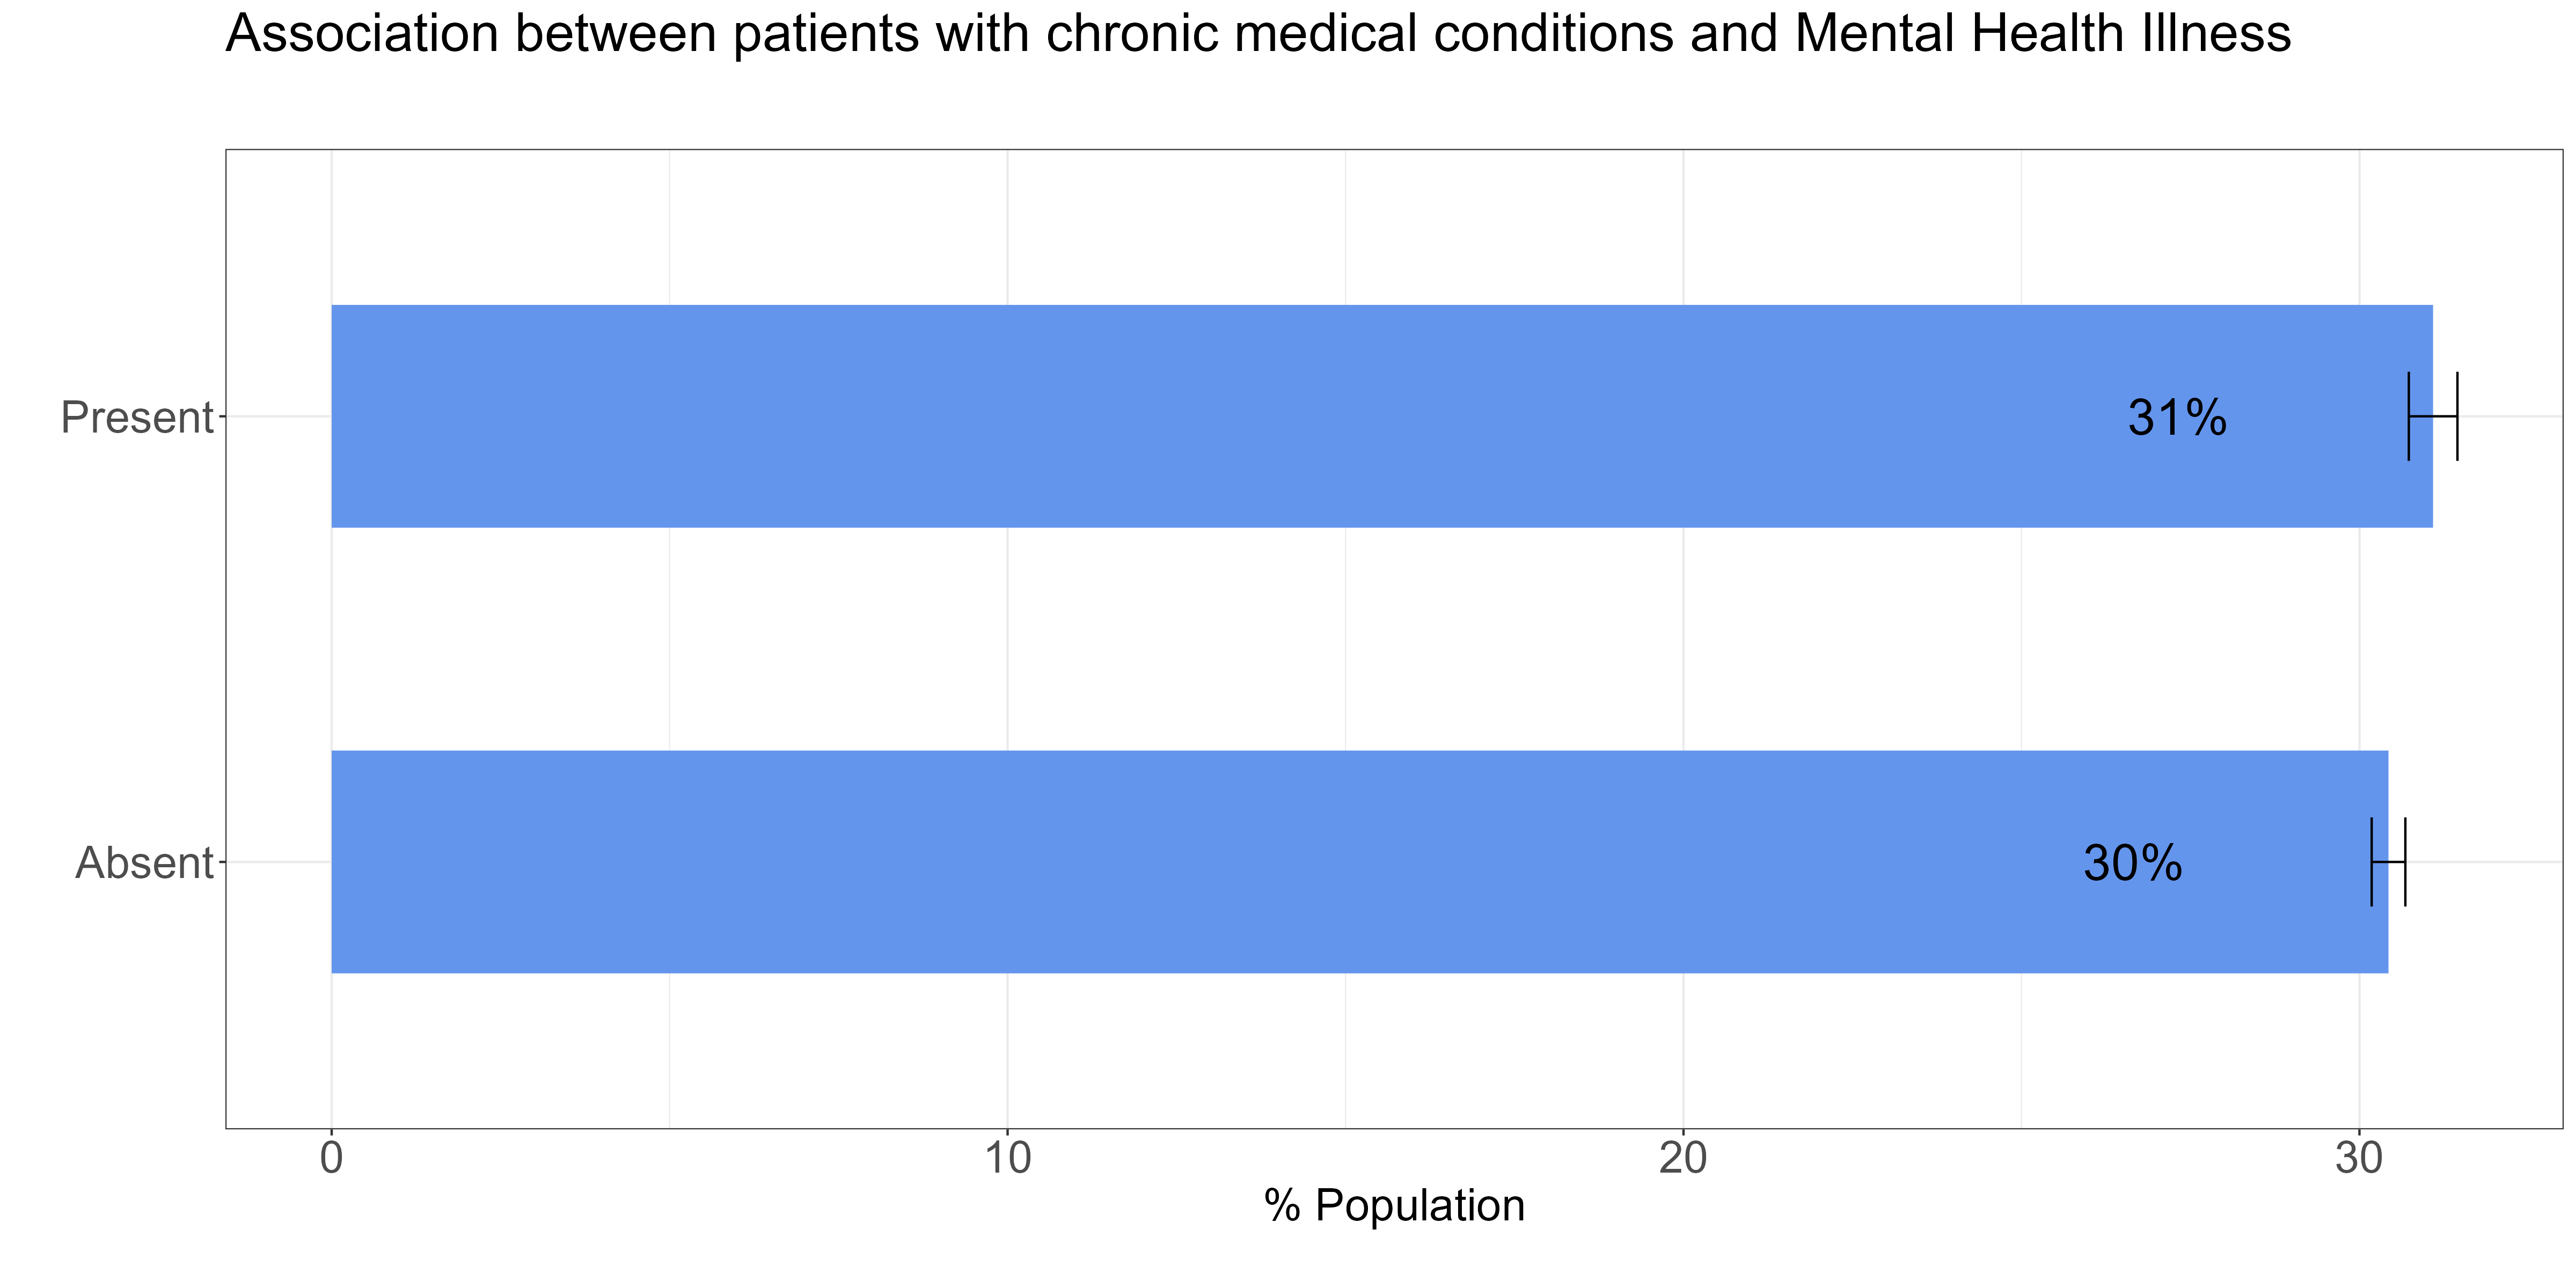 Association between patients with chronic medical conditions and Mental Health Illness
Present
31%
Absent
30%
0 10 20 30
% Population